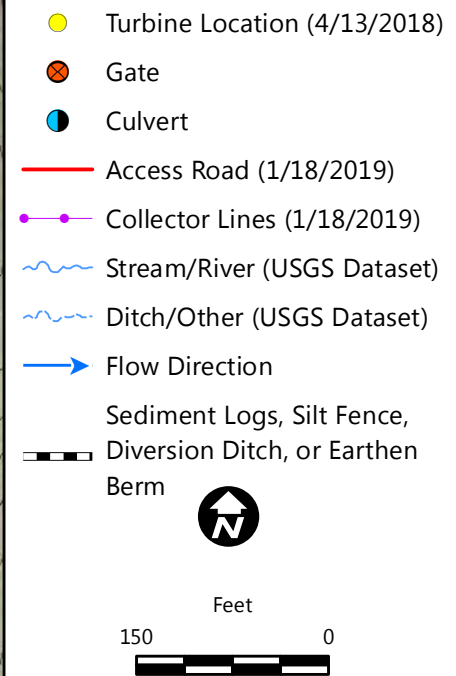 Turbine Location (4/13/2018)
Gate
Culvert
Access Road (1/18/2019)
Collector Lines (1/18/2019)
Stream/River (USGS Dataset)
Ditch/Other (USGS Dataset)
Flow Direction
Sediment Logs, Silt Fence,
Diversion Ditch, or Earthen
Berm
N
Feet
150 0